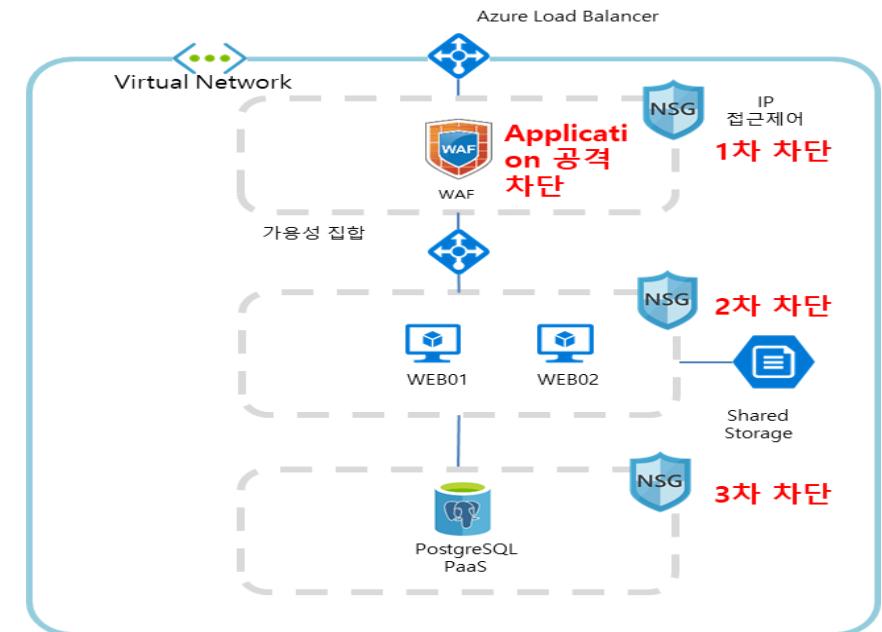 Azure Load Balancer
Virtual Network
NSG
IP
접근제어
1차 차단
WAF
Applicati
on 공격
차단
WAF
가용성 집합
NSG
2차 차단
WEB01
WEB02
Shared
Storage
NSG
3차 차단
PostgreSQL
PaaS